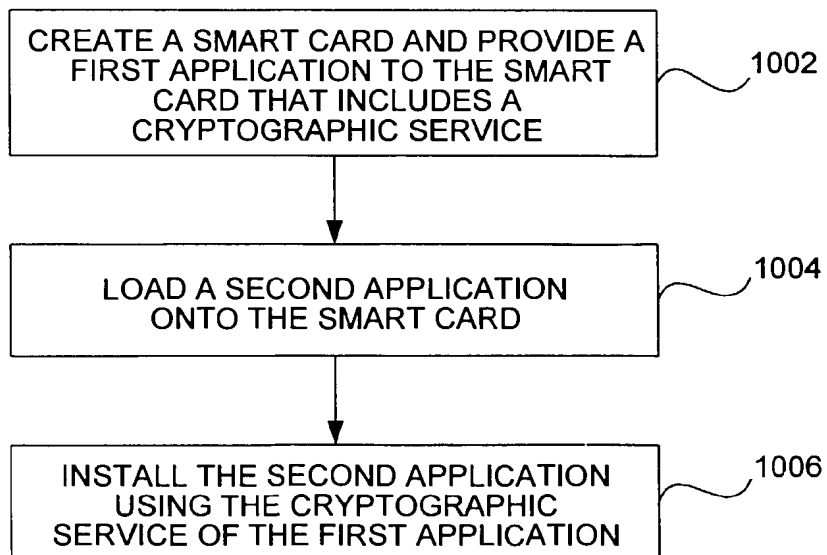 CREATE A SMART CARD AND PROVIDE A
FIRST APPLICATION TO THE SMART
CARD THAT INCLUDES A
CRYPTOGRAPHIC SERVICE
1002
LOAD A SECOND APPLICATION
ONTO THE SMART CARD
1004
INSTALL THE SECOND APPLICATION
USING THE CRYPTOGRAPHIC
SERVICE OF THE FIRST APPLICATION
1006